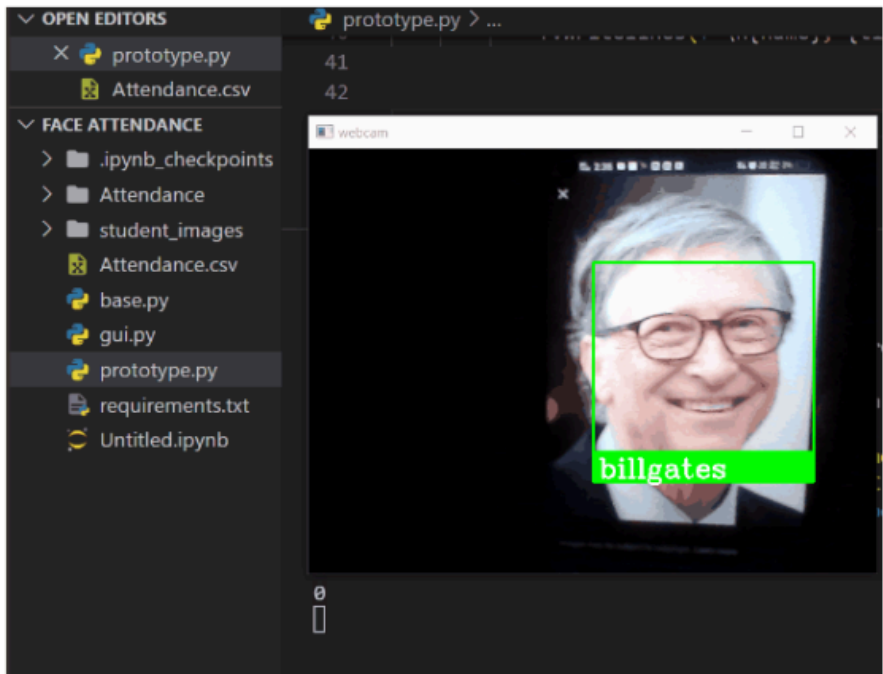 OPEN EDITORS
prototype.py
Attendance.csv
FACE ATTENDANCE
.ipynb_checkpoints
Attendance
student_images
Attendance.csv
base.py
gui.py
prototype.py
requirements.txt
Untitled.ipynb
prototype.py > ...
41
42
webcam
billgates
0